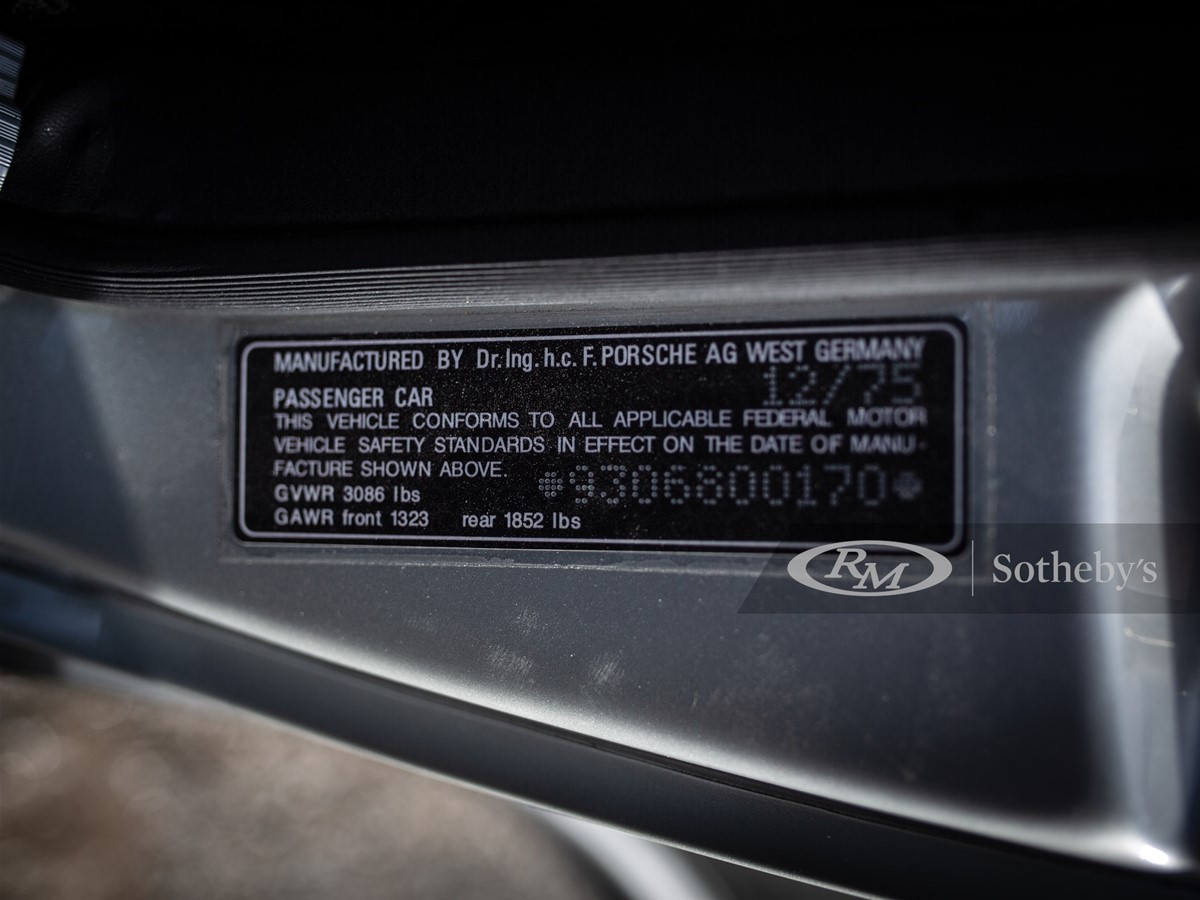 MANUFACTURED BY Dr.Ing.h.c. F.PORSCHE AG WEST GERMANY
12/75
PASSENGER CAR
THIS VEHICLE CONFORMS TO ALL APPLICABLE FEDERAL MOTOR
VEHICLE SAFETY STANDARDS IN EFFECT ON THE DATE OF MANU-
FACTURE SHOWN ABOVE.
*9306800170*
GVWR 3086 lbs
GAWR front 1323 rear 1852 lbs
RM Sotheby's